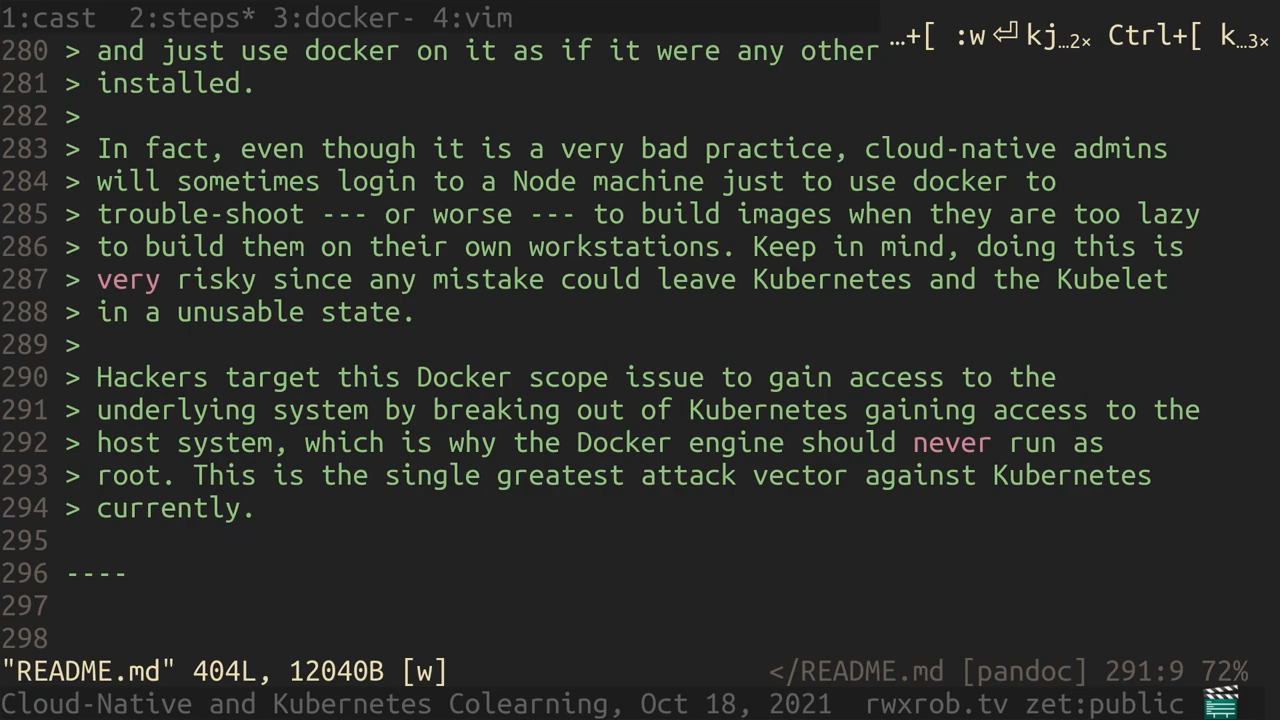 1:cast 2:steps* 3:docker- 4:vim
…+[ :w⏎ kj…2× Ctrl+[ k…3×
280 > and just use docker on it as if it were any other
281 > installed.
282 >
283 > In fact, even though it is a very bad practice, cloud-native admins
284 > will sometimes login to a Node machine just to use docker to
285 > trouble-shoot --- or worse --- to build images when they are too lazy
286 > to build them on their own workstations. Keep in mind, doing this is
287 > very risky since any mistake could leave Kubernetes and the Kubelet
288 > in a unusable state.
289 >
290 > Hackers target this Docker scope issue to gain access to the
291 > underlying system by breaking out of Kubernetes gaining access to the
292 > host system, which is why the Docker engine should never run as
293 > root. This is the single greatest attack vector against Kubernetes
294 > currently.
295
296 ----
297
298
"README.md" 404L, 12040B [w] </README.md [pandoc] 291:9 72%
Cloud-Native and Kubernetes Colearning, Oct 18, 2021 rwxrob.tv zet:public 🎬